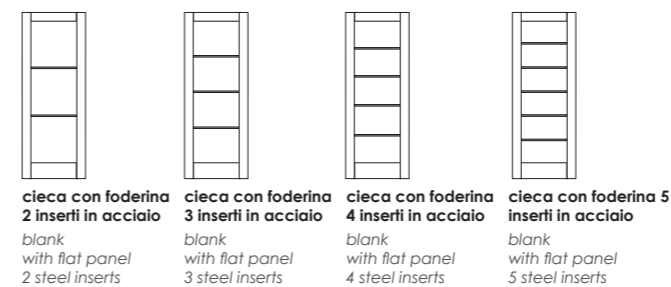 cieca con foderina
2 inserti in acciaio
blank
with flat panel
2 steel inserts
cieca con foderina
3 inserti in acciaio
blank
with flat panel
3 steel inserts
cieca con foderina
4 inserti in acciaio
blank
with flat panel
4 steel inserts
cieca con foderina 5
inserti in acciaio
blank
with flat panel
5 steel inserts